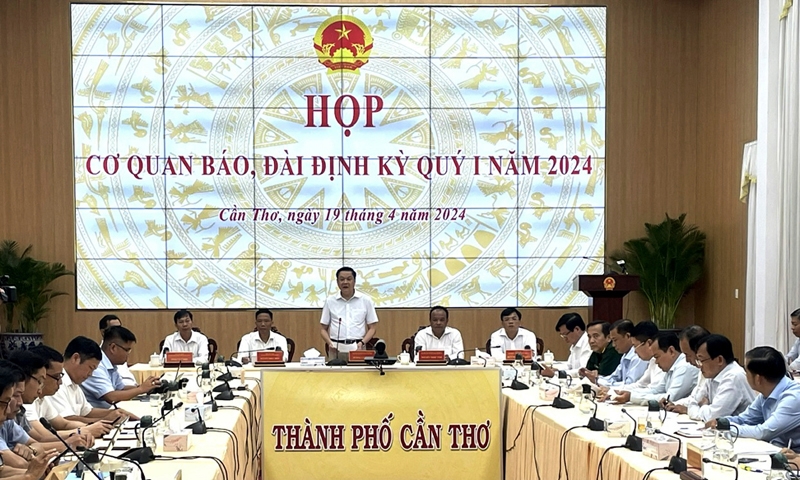 HỌP
CƠ QUAN BÁO, ĐÀI ĐỊNH KỲ QUÝ I NĂM 2024
Cần Thơ, ngày 19 tháng 4 năm 2024
THÀNH PHỐ CẦN THƠ